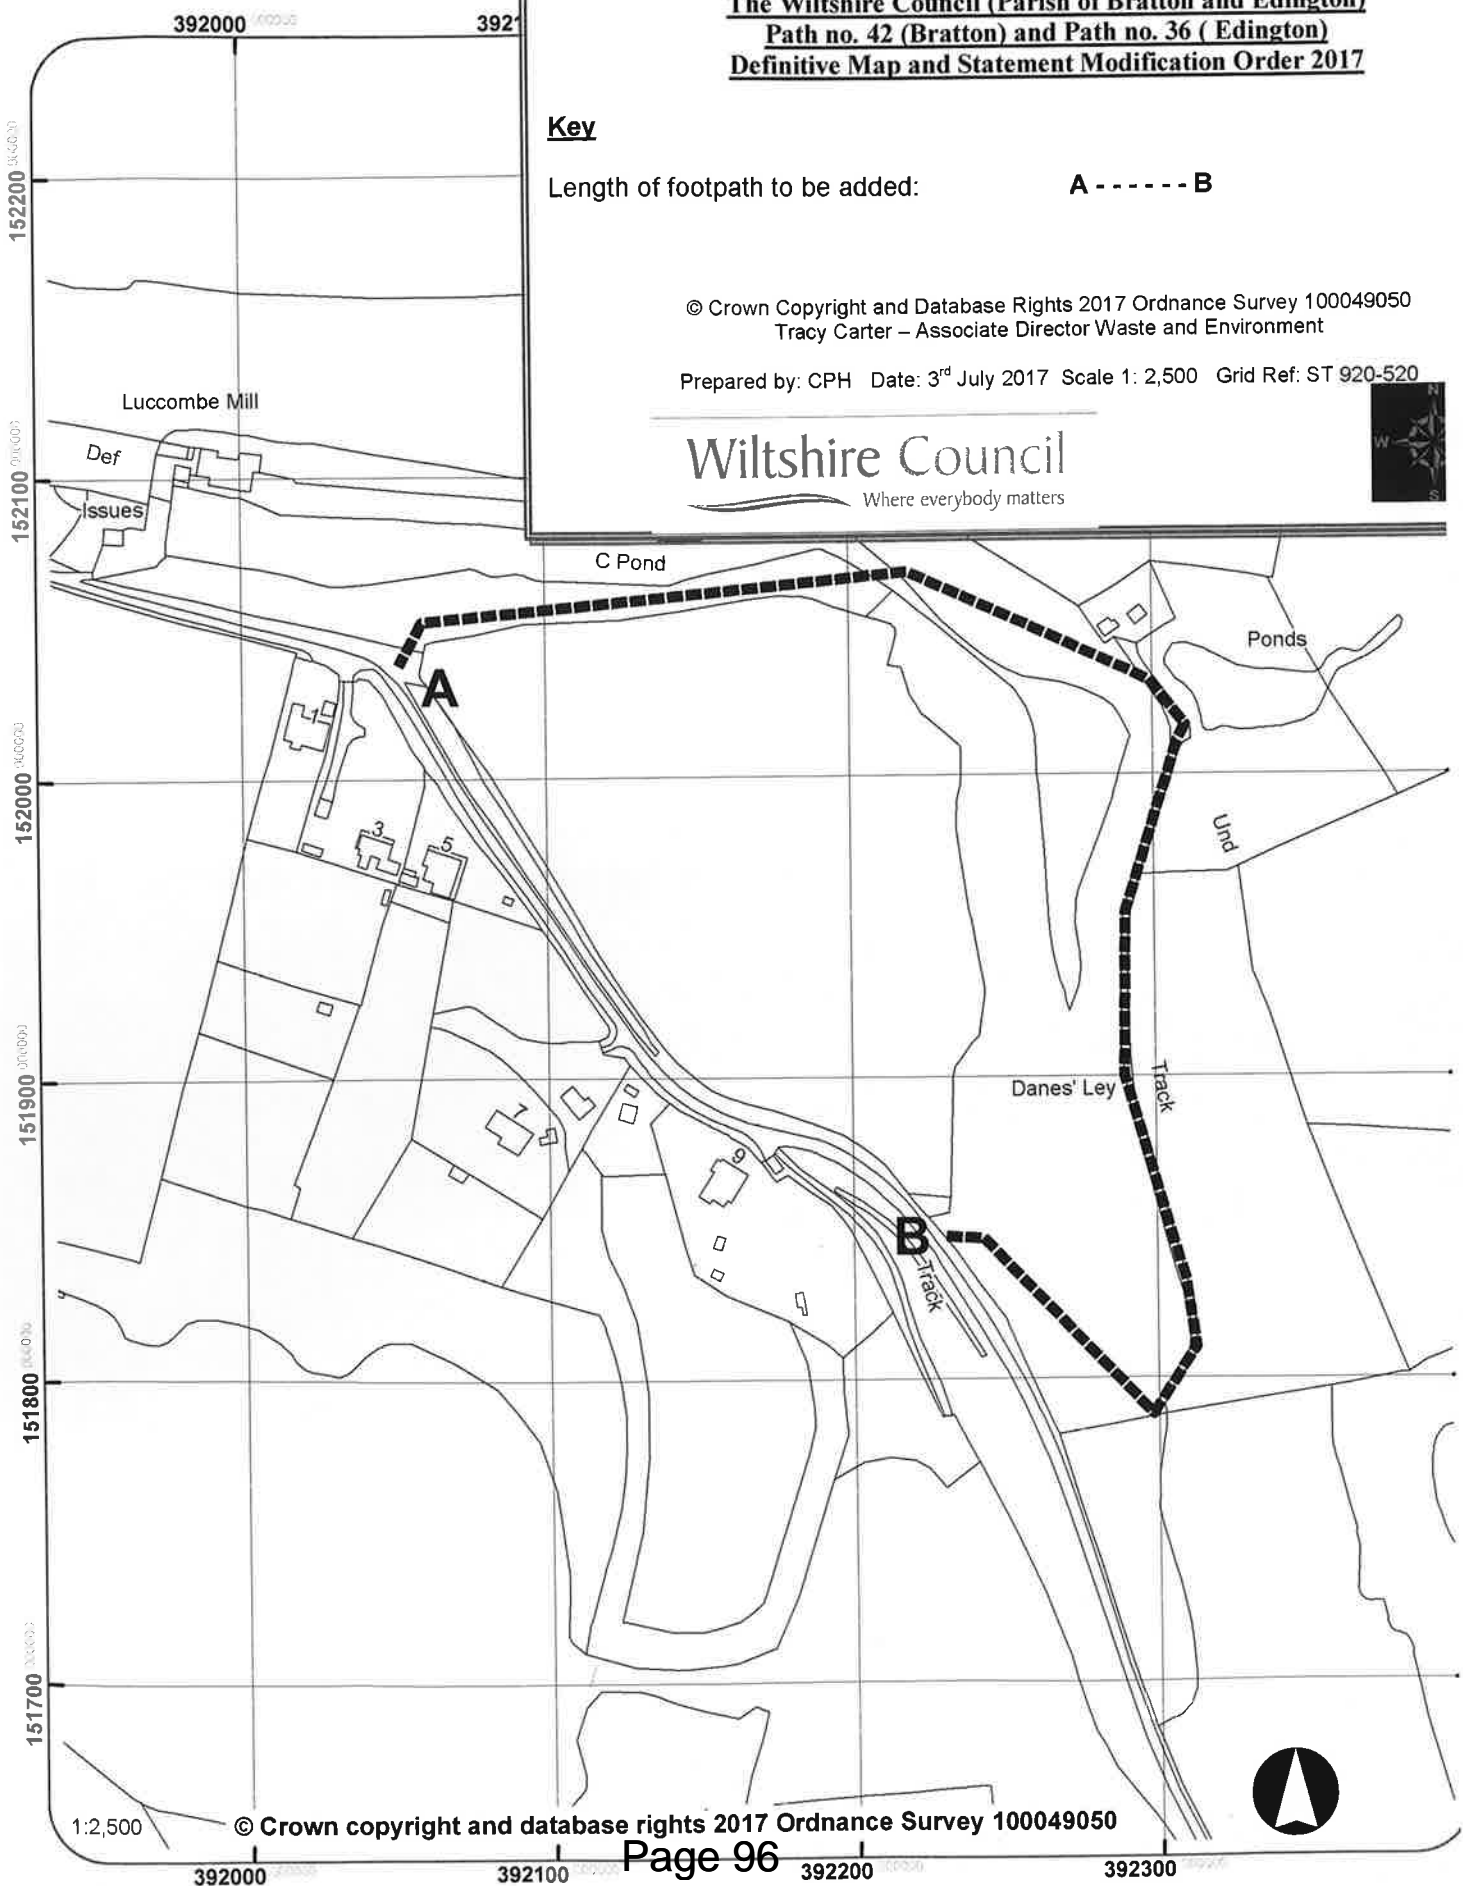 392000
392
The Wiltshire Council (Parish of Bratton and Edington)
Path no. 42 (Bratton) and Path no. 36 ( Edington)
Definitive Map and Statement Modification Order 2017
Key
Length of footpath to be added:
A ------ B
© Crown Copyright and Database Rights 2017 Ordnance Survey 100049050
Tracy Carter – Associate Director Waste and Environment
Prepared by: CPH Date: 3rd July 2017 Scale 1: 2,500 Grid Ref: ST 920-520
Wiltshire Council
Where everybody matters
N
W
S
152200
Luccombe Mill
Def
152100
Issues
C Pond
Ponds
A
1
152000
3
5
Und
151900
Danes' Ley
Track
7
9
B
Track
151800
151700
1:2,500
© Crown copyright and database rights 2017 Ordnance Survey 100049050
Page 96
392000
392100
392200
392300